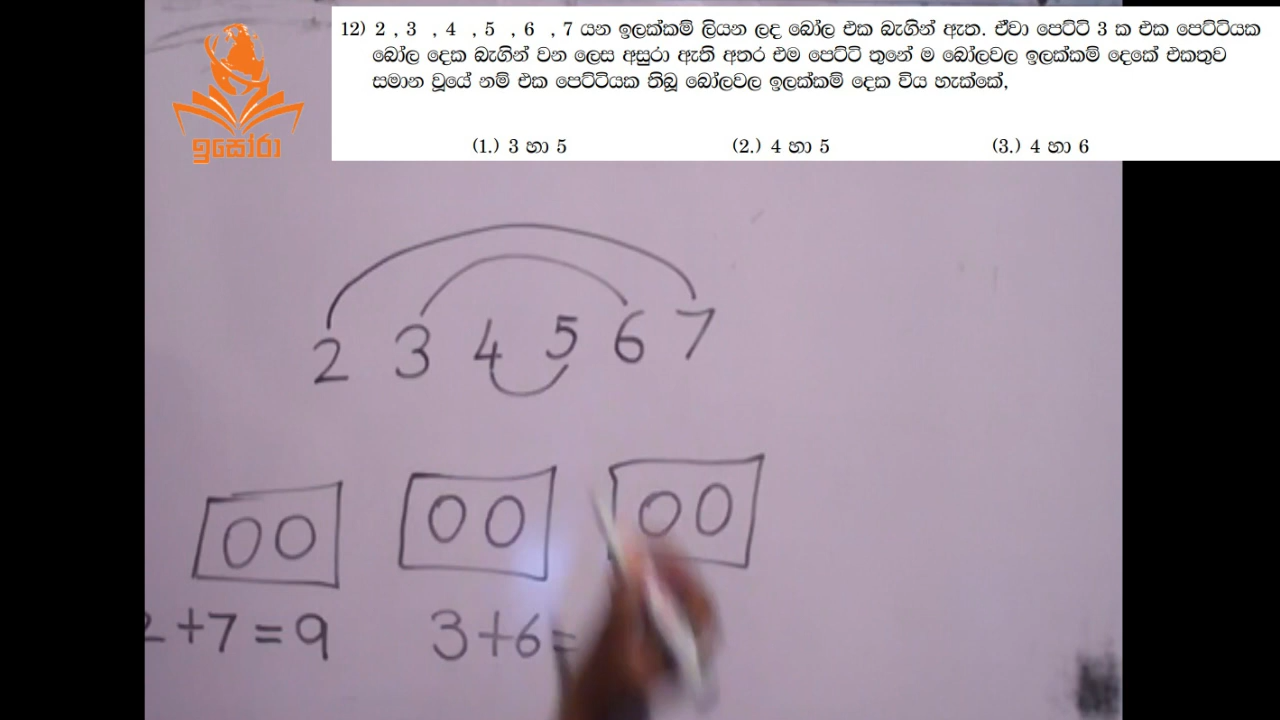 12) 2 , 3 , 4 , 5 , 6 , 7 යන ඉලක්කම් ලියන ලද බෝල එක බැගින් ඇත. ඒවා පෙට්ටි 3 ක එක පෙට්ටියක
බෝල දෙක බැගින් වන ලෙස අසුරා ඇති අතර එම පෙට්ටි තුනේ ම බෝලවල ඉලක්කම් දෙකේ එකතුව
සමාන වූයේ නම් එක පෙට්ටියක තිබූ බෝලවල ඉලක්කම් දෙක විය හැක්කේ,
(1.) 3 හා 5 (2.) 4 හා 5 (3.) 4 හා 6
ඉසෝරා
2 3 4 5 6 7
00 00 00
2+7=9 3+6=